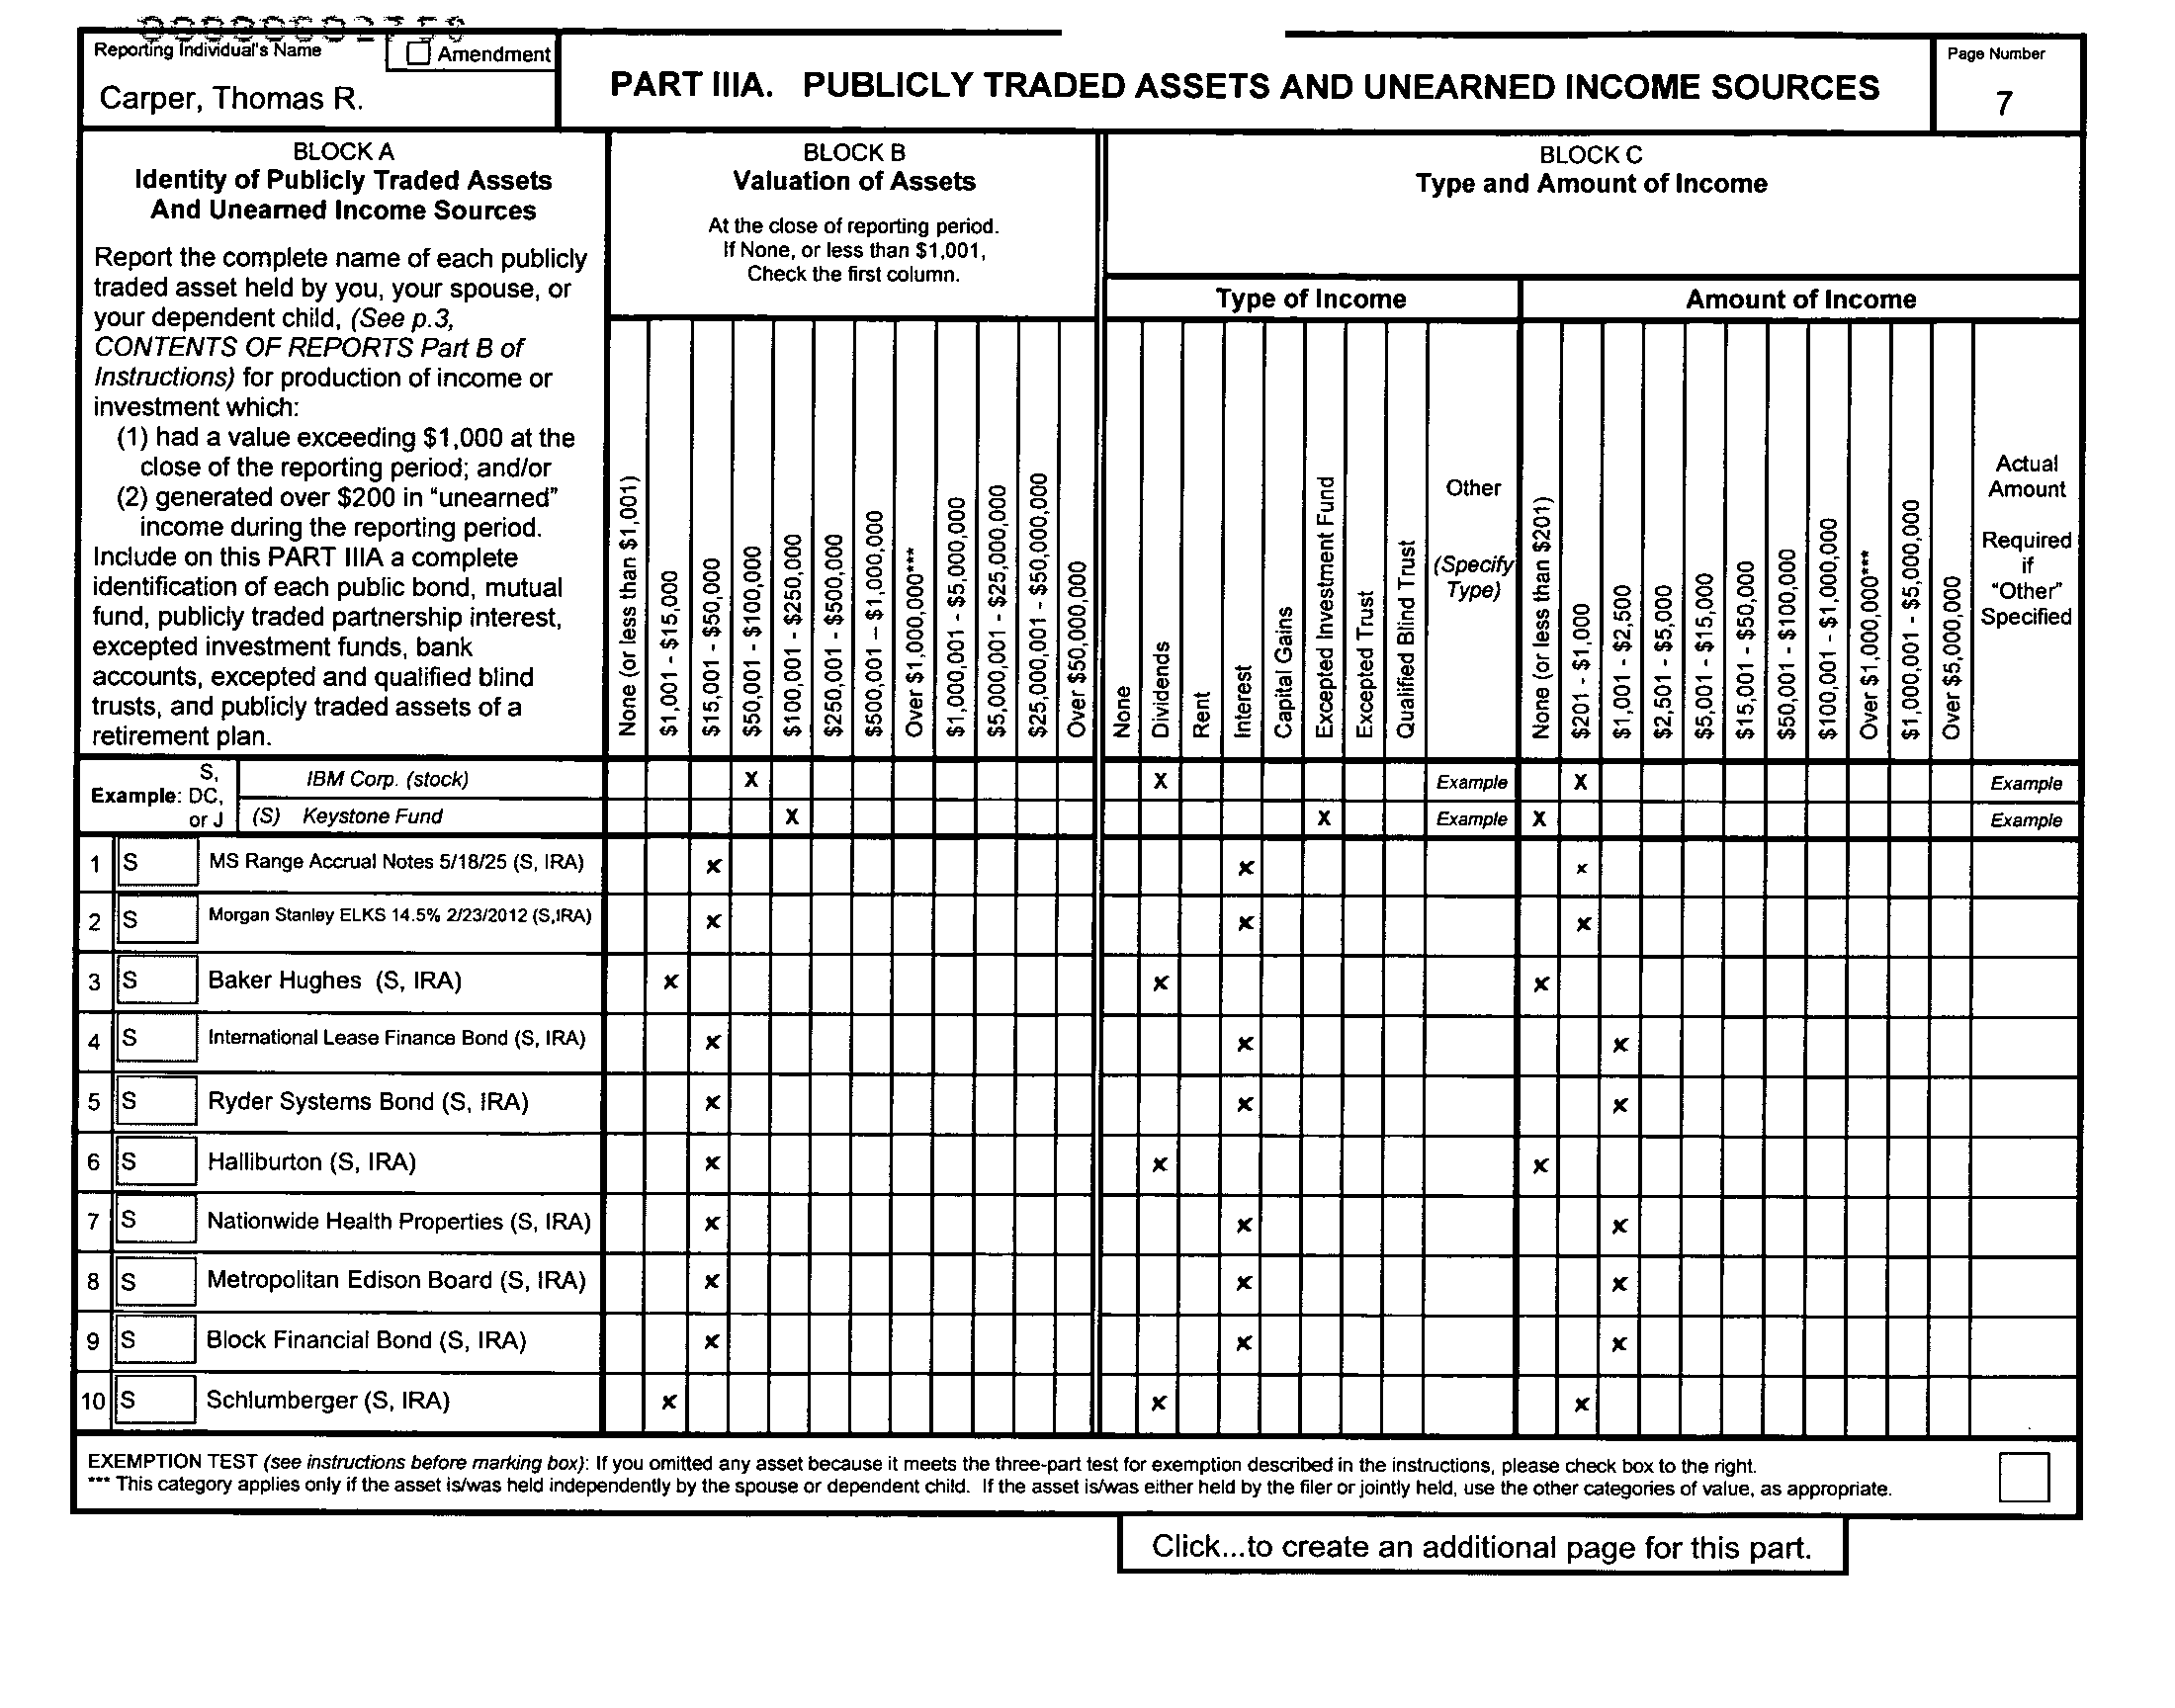 Reporting Individual's Name
Amendment
Carper, Thomas R.
PART IIIA. PUBLICLY TRADED ASSETS AND UNEARNED INCOME SOURCES
Page Number
7
BLOCK A
Identity of Publicly Traded Assets
And Unearned Income Sources
Report the complete name of each publicly
traded asset held by you, your spouse, or
your dependent child, (See p.3,
CONTENTS OF REPORTS Part B of
Instructions) for production of income or
investment which:
(1) had a value exceeding $1,000 at the
close of the reporting period; and/or
(2) generated over $200 in "unearned"
income during the reporting period.
Include on this PART IIIA a complete
identification of each public bond, mutual
fund, publicly traded partnership interest,
excepted investment funds, bank
accounts, excepted and qualified blind
trusts, and publicly traded assets of a
retirement plan.
BLOCK B
Valuation of Assets
At the close of reporting period.
If None, or less than $1,001,
Check the first column.
None (or less than $1,001)
$1,001 - $15,000
$15,001 - $50,000
$50,001 - $100,000
$100,001 - $250,000
$250,001 - $500,000
$500,001 – $1,000,000
Over $1,000,000***
$1,000,001 - $5,000,000
$5,000,001 - $25,000,000
$25,000,001 - $50,000,000
Over $50,000,000
BLOCK C
Type and Amount of Income
Type of Income
None
Dividends
Rent
Interest
Capital Gains
Excepted Investment Fund
Excepted Trust
Qualified Blind Trust
Other
(Specify
Type)
Amount of Income
None (or less than $201)
$201 - $1,000
$1,001 - $2,500
$2,501 - $5,000
$5,001 - $15,000
$15,001 - $50,000
$50,001 - $100,000
$100,001 - $1,000,000
Over $1,000,000***
$1,000,001 - $5,000,000
Over $5,000,000
Actual
Amount
Required
if
"Other"
Specified
Example: S, DC, or J
IBM Corp. (stock) X X Example X Example
(S) Keystone Fund X X Example X Example
1 S MS Range Accrual Notes 5/18/25 (S, IRA) x x x
2 S Morgan Stanley ELKS 14.5% 2/23/2012 (S,IRA) x x x
3 S Baker Hughes (S, IRA) x x x
4 S International Lease Finance Bond (S, IRA) x x x
5 S Ryder Systems Bond (S, IRA) x x x
6 S Halliburton (S, IRA) x x x
7 S Nationwide Health Properties (S, IRA) x x x
8 S Metropolitan Edison Board (S, IRA) x x x
9 S Block Financial Bond (S, IRA) x x x
10 S Schlumberger (S, IRA) x x x
EXEMPTION TEST (see instructions before marking box): If you omitted any asset because it meets the three-part test for exemption described in the instructions, please check box to the right.
*** This category applies only if the asset is/was held independently by the spouse or dependent child. If the asset is/was either held by the filer or jointly held, use the other categories of value, as appropriate.
Click...to create an additional page for this part.